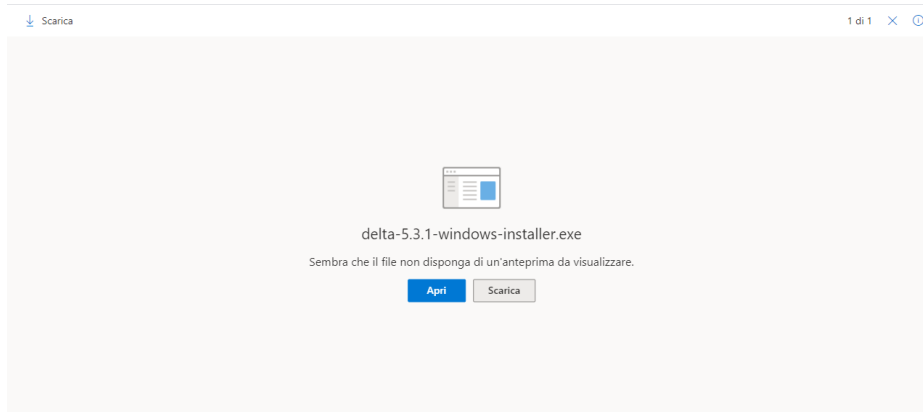 Scarica
1 di 1
delta-5.3.1-windows-installer.exe
Sembra che il file non disponga di un'anteprima da visualizzare.
Apri
Scarica